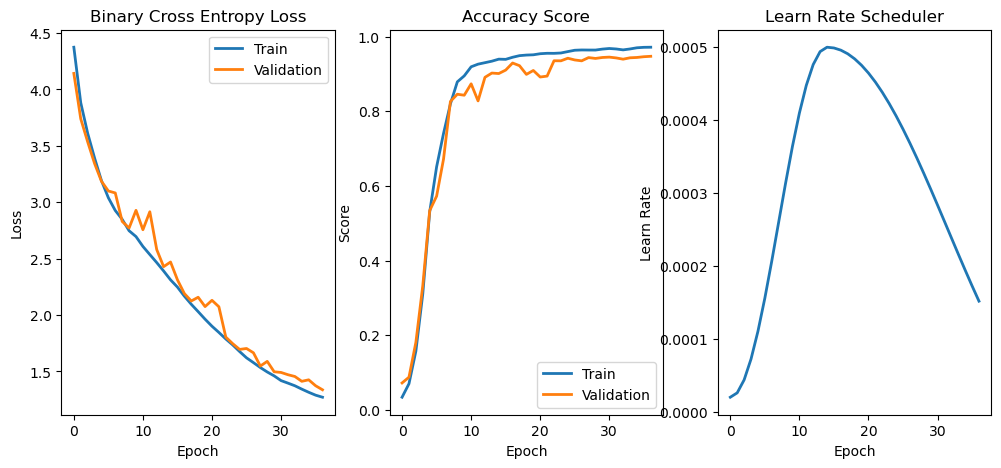 Binary Cross Entropy Loss
4.5
4.0
3.5
3.0
2.5
2.0
1.5
Loss
Train
Validation
0
10
20
30
Epoch
Accuracy Score
1.0
0.8
0.6
0.4
0.2
0.0
Score
Train
Validation
0
10
20
30
Epoch
Learn Rate Scheduler
0.0005
0.0004
0.0003
0.0002
0.0001
0.0000
Learn Rate
0
10
20
30
Epoch